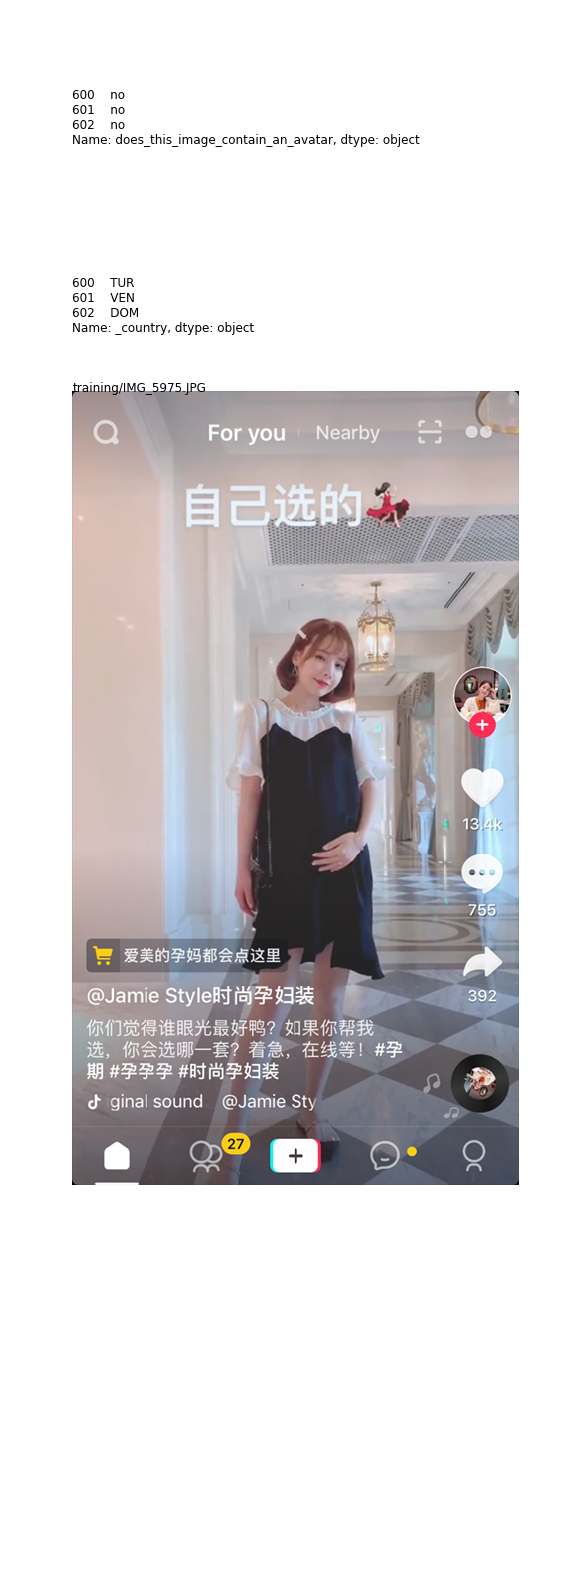 600 no
601 no
602 no
Name: does_this_image_contain_an_avatar, dtype: object
600 TUR
601 VEN
602 DOM
Name: _country, dtype: object
training/IMG_5975.JPG
For you Nearby
自己选的
13.4k
755
爱美的孕妈都会点这里
@Jamie Style时尚孕妇装
392
你们觉得谁眼光最好鸭？如果你帮我
选，你会选哪一套？着急，在线等！#孕
期 #孕孕孕 #时尚孕妇装
ginal sound @Jamie Sty
27